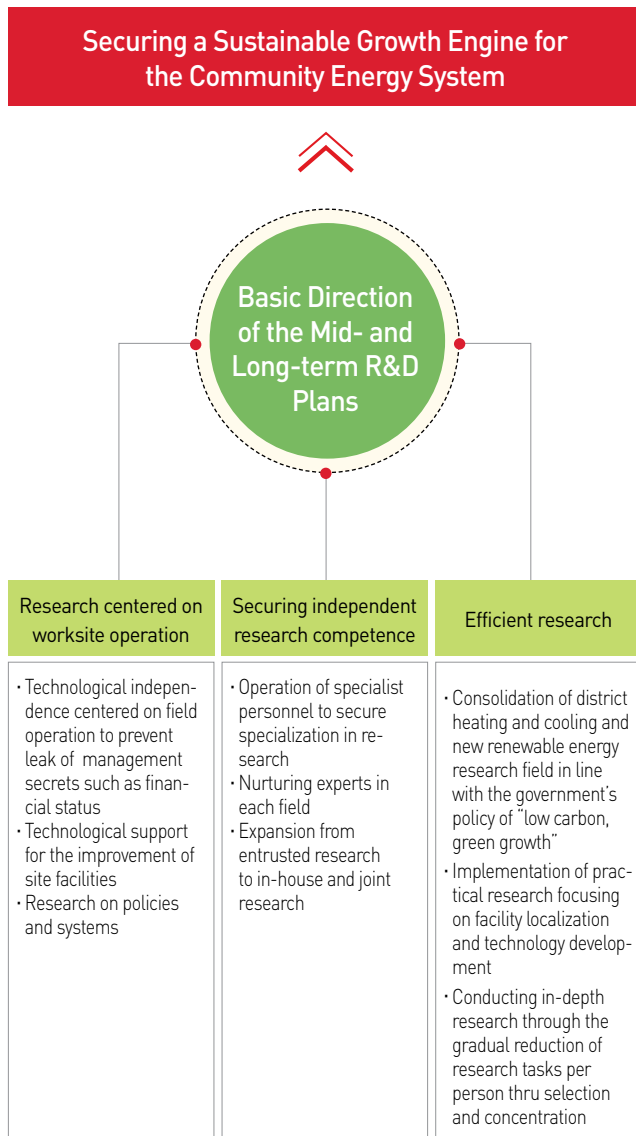 Securing a Sustainable Growth Engine for
the Community Energy System
Basic Direction
of the Mid- and
Long-term R&D
Plans
Research centered on
worksite operation
· Technological indepen-
dence centered on field
operation to prevent
leak of management
secrets such as finan-
cial status
· Technological support
for the improvement of
site facilities
· Research on policies
and systems
Securing independent
research competence
· Operation of specialist
personnel to secure
specialization in re-
search
· Nurturing experts in
each field
· Expansion from
entrusted research
to in-house and joint
research
Efficient research
· Consolidation of district
heating and cooling and
new renewable energy
research field in line
with the government's
policy of "low carbon,
green growth"
· Implementation of prac-
tical research focusing
on facility localization
and technology develop-
ment
· Conducting in-depth
research through the
gradual reduction of
research tasks per
person thru selection
and concentration